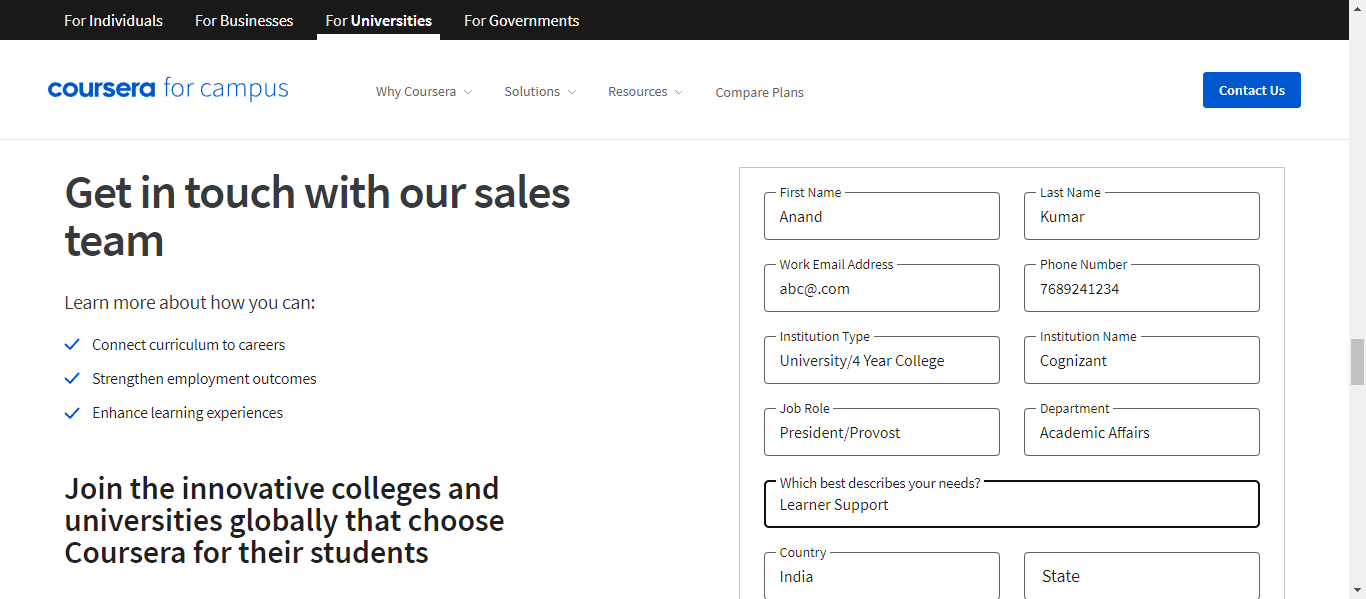 For Individuals For Businesses For Universities For Governments
coursera for campus Why Coursera Solutions Resources Compare Plans Contact Us
Get in touch with our sales
team
Learn more about how you can:
Connect curriculum to careers
Strengthen employment outcomes
Enhance learning experiences
Join the innovative colleges and
universities globally that choose
Coursera for their students
First Name Last Name
Anand Kumar
Work Email Address Phone Number
abc@.com 7689241234
Institution Type Institution Name
University/4 Year College Cognizant
Job Role Department
President/Provost Academic Affairs
Which best describes your needs?
Learner Support
Country
India State